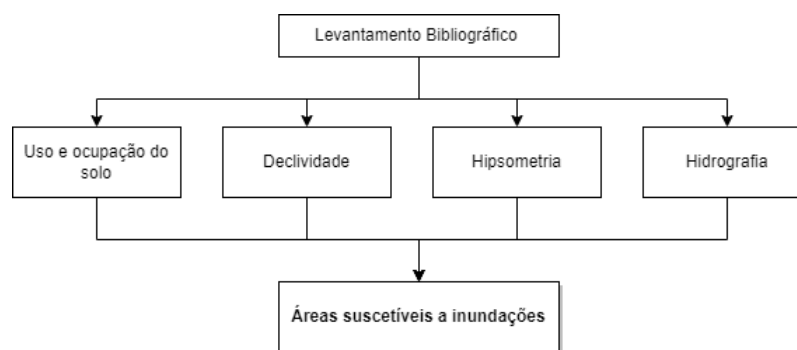 Levantamento Bibliográfico
Uso e ocupação do
solo
Declividade
Hipsometria
Hidrografia
Áreas suscetíveis a inundações